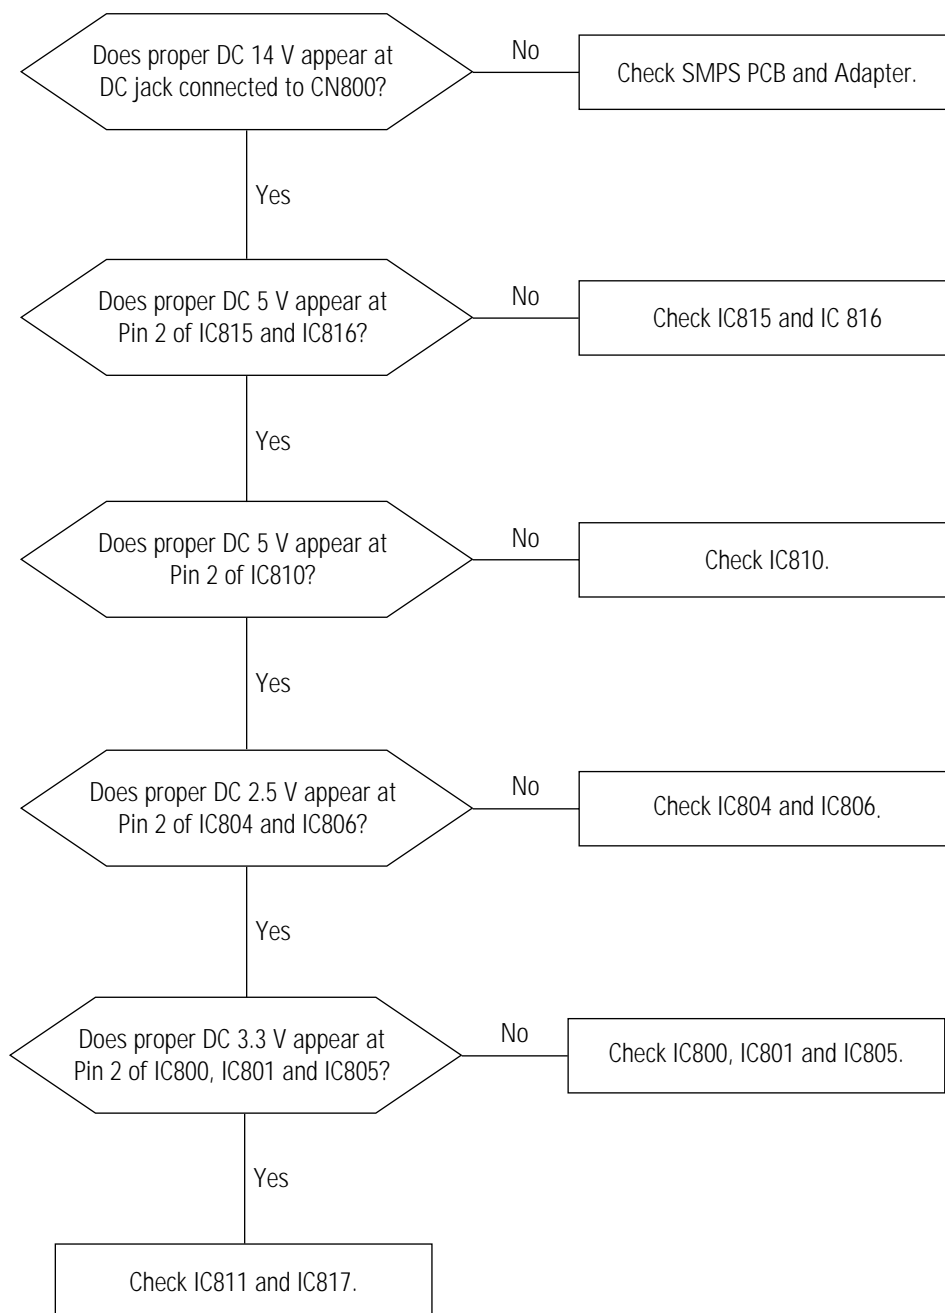 Does proper DC 14 V appear at
DC jack connected to CN800?
No
Check SMPS PCB and Adapter.
Yes
Does proper DC 5 V appear at
Pin 2 of IC815 and IC816?
No
Check IC815 and IC 816
Yes
Does proper DC 5 V appear at
Pin 2 of IC810?
No
Check IC810.
Yes
Does proper DC 2.5 V appear at
Pin 2 of IC804 and IC806?
No
Check IC804 and IC806.
Yes
Does proper DC 3.3 V appear at
Pin 2 of IC800, IC801 and IC805?
No
Check IC800, IC801 and IC805.
Yes
Check IC811 and IC817.